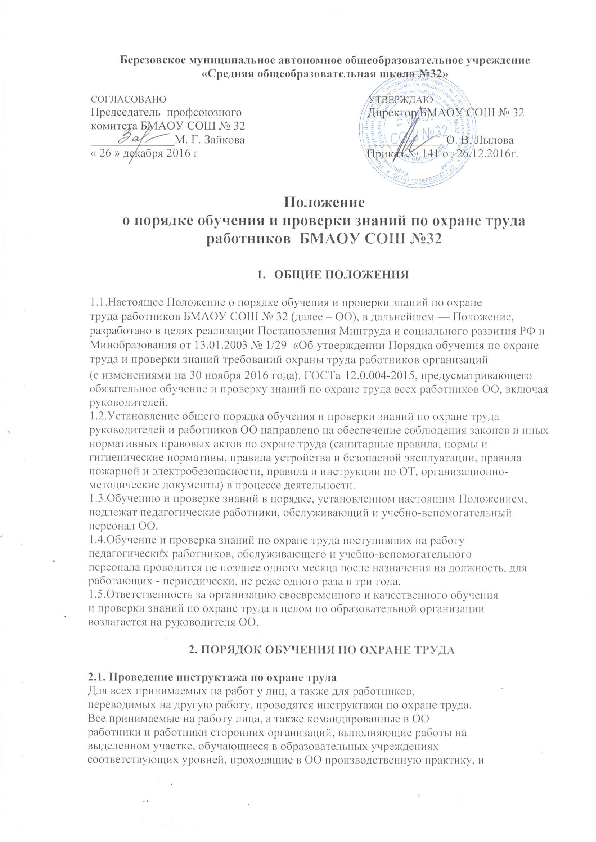 Березовское муниципальное автономное общеобразовательное учреждение
«Средняя общеобразовательная школа №32»
СОГЛАСОВАНО
Председатель профсоюзного
комитета БМАОУ СОШ № 32
М. Г. Зайкова
« 26 » декабря 2016 г
УТВЕРЖДАЮ
Директор БМАОУ СОШ № 32
О. В. Лылова
Приказ № 141 от 26.12.2016г.
Положение
о порядке обучения и проверки знаний по охране труда
работников БМАОУ СОШ №32
1. ОБЩИЕ ПОЛОЖЕНИЯ
1.1.Настоящее Положение о порядке обучения и проверки знаний по охране
труда работников БМАОУ СОШ № 32 (далее – ОО), в дальнейшем — Положение,
разработано в целях реализации Постановления Минтруда и социального развития РФ и
Минобразования от 13.01.2003 № 1/29 «Об утверждении Порядка обучения по охране
труда и проверки знаний требований охраны труда работников организаций
(с изменениями на 30 ноября 2016 года), ГОСТа 12.0.004-2015, предусматривающего
обязательное обучение и проверку знаний по охране труда всех работников ОО, включая
руководителей.
1.2.Установление общего порядка обучения и проверки знаний по охране труда
руководителей и работников ОО направлено на обеспечение соблюдения законов и иных
нормативных правовых актов по охране труда (санитарные правила, нормы и
гигиенические нормативы, правила устройства и безопасной эксплуатации, правила
пожарной и электробезопасности, правила и инструкции по ОТ, организационно-
методические документы) в процессе деятельности.
1.3.Обучению и проверке знаний в порядке, установленном настоящим Положением,
подлежат педагогические работники, обслуживающий и учебно-вспомогательный
персонал ОО.
1.4.Обучение и проверка знаний по охране труда поступивших на работу
педагогических работников, обслуживающего и учебно-вспомогательного
персонала проводится не позднее одного месяца после назначения на должность, для
работающих - периодически, не реже одного раза в три года.
1.5.Ответственность за организацию своевременного и качественного обучения
и проверки знаний по охране труда в целом по образовательной организации
возлагается на руководителя ОО.
2. ПОРЯДОК ОБУЧЕНИЯ ПО ОХРАНЕ ТРУДА
2.1. Проведение инструктажа по охране труда
Для всех принимаемых на работ у лиц, а также для работников,
переводимых на другую работу, проводятся инструктажи по охране труда.
Все принимаемые на работу лица, а также командированные в ОО
работники и работники сторонних организаций, выполняющие работы на
выделенном участке, обучающиеся в образовательных учреждениях
соответствующих уровней, проходящие в ОО производственную практику, и